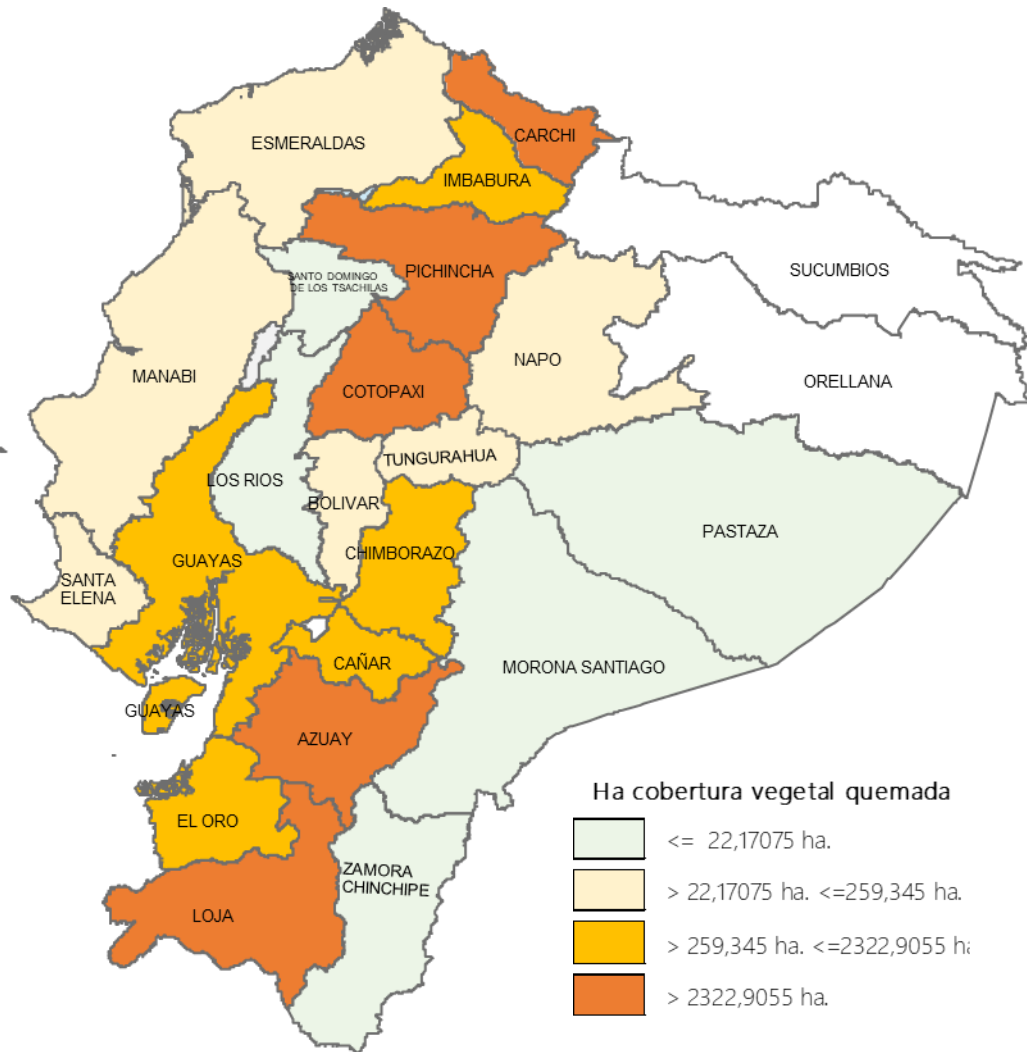 ESMERALDAS
CARCHI
IMBABURA
SUCUMBIOS
PICHINCHA
SANTO DOMINGO
DE LOS TSACHILAS
NAPO
ORELLANA
MANABI
COTOPAXI
TUNGURAHUA
LOS RIOS
BOLIVAR
PASTAZA
CHIMBORAZO
GUAYAS
SANTA
ELENA
CAÑAR
MORONA SANTIAGO
GUAYAS
AZUAY
EL ORO
ZAMORA
CHINCHIPE
LOJA
Ha cobertura vegetal quemada
<= 22,17075 ha.
> 22,17075 ha. <=259,345 ha.
> 259,345 ha. <=2322,9055 ha
> 2322,9055 ha.